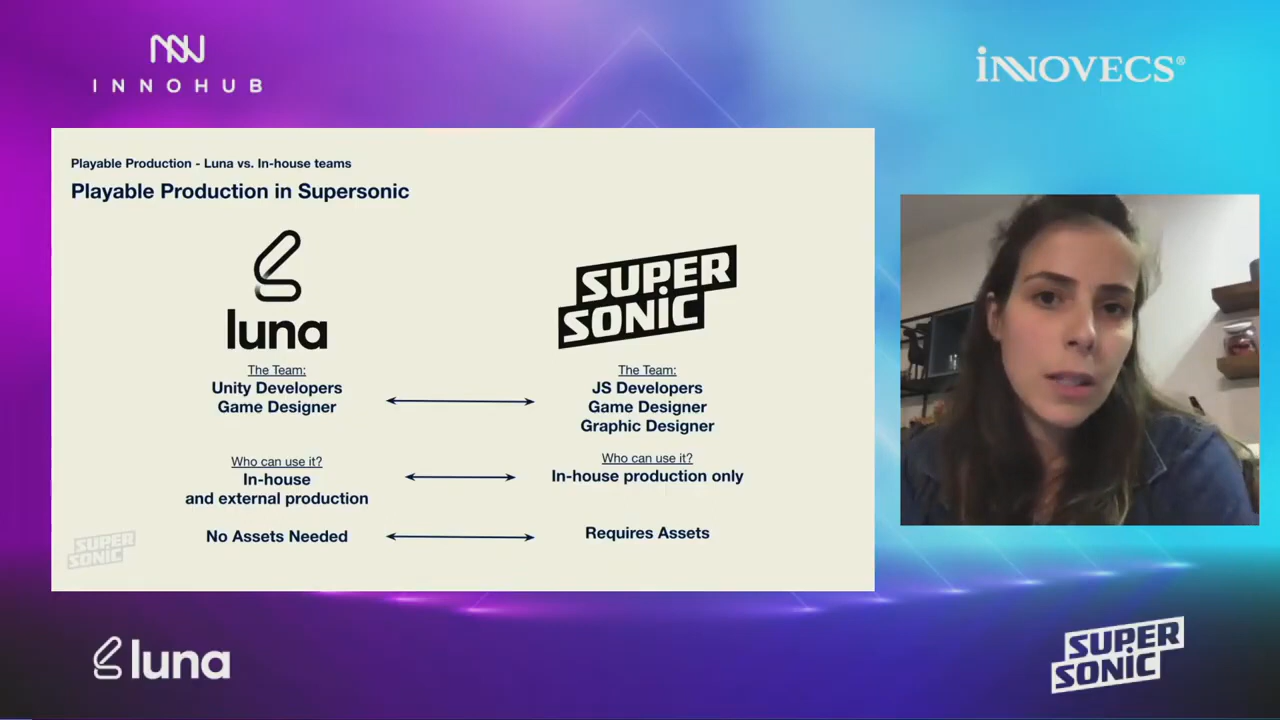 INNOHUB
iNNOVECS®
Playable Production - Luna vs. In-house teams
Playable Production in Supersonic
luna
The Team:
Unity Developers
Game Designer
Who can use it?
In-house
and external production
No Assets Needed
SUPER
SONIC
The Team:
JS Developers
Game Designer
Graphic Designer
Who can use it?
In-house production only
Requires Assets
SUPER
SONIC
luna
SUPER
SONIC